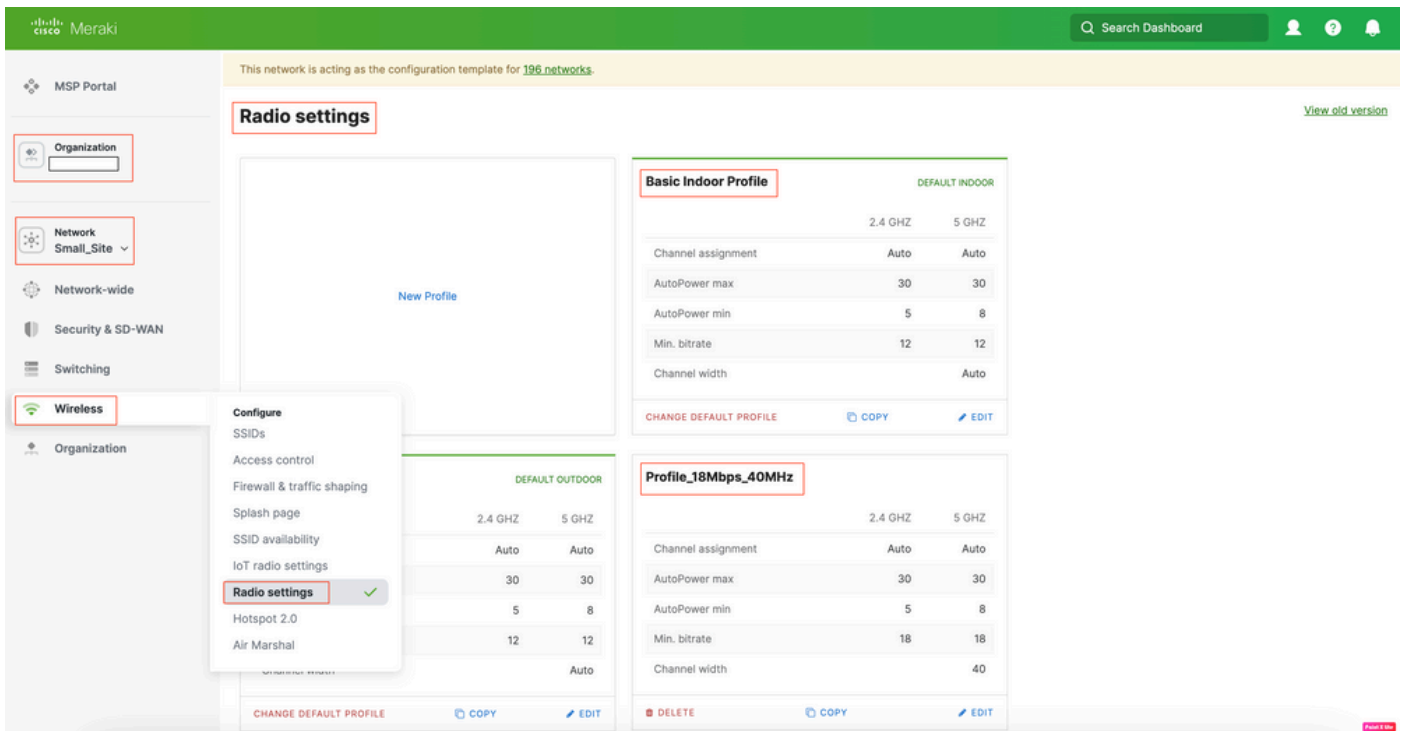 cisco Meraki
Search Dashboard
MSP Portal
Organization
Network
Small_Site
Network-wide
Security & SD-WAN
Switching
Wireless
Organization
Configure
SSIDs
Access control
Firewall & traffic shaping
Splash page
SSID availability
IoT radio settings
Radio settings
Hotspot 2.0
Air Marshal
This network is acting as the configuration template for 196 networks.
Radio settings
View old version
New Profile
Basic Indoor Profile DEFAULT INDOOR
2.4 GHZ 5 GHZ
Channel assignment Auto Auto
AutoPower max 30 30
AutoPower min 5 8
Min. bitrate 12 12
Channel width Auto
CHANGE DEFAULT PROFILE COPY EDIT
DEFAULT OUTDOOR
2.4 GHZ 5 GHZ
Auto Auto
30 30
5 8
12 12
Channel width Auto
CHANGE DEFAULT PROFILE COPY EDIT
Profile_18Mbps_40MHz
2.4 GHZ 5 GHZ
Channel assignment Auto Auto
AutoPower max 30 30
AutoPower min 5 8
Min. bitrate 18 18
Channel width 40
DELETE COPY EDIT